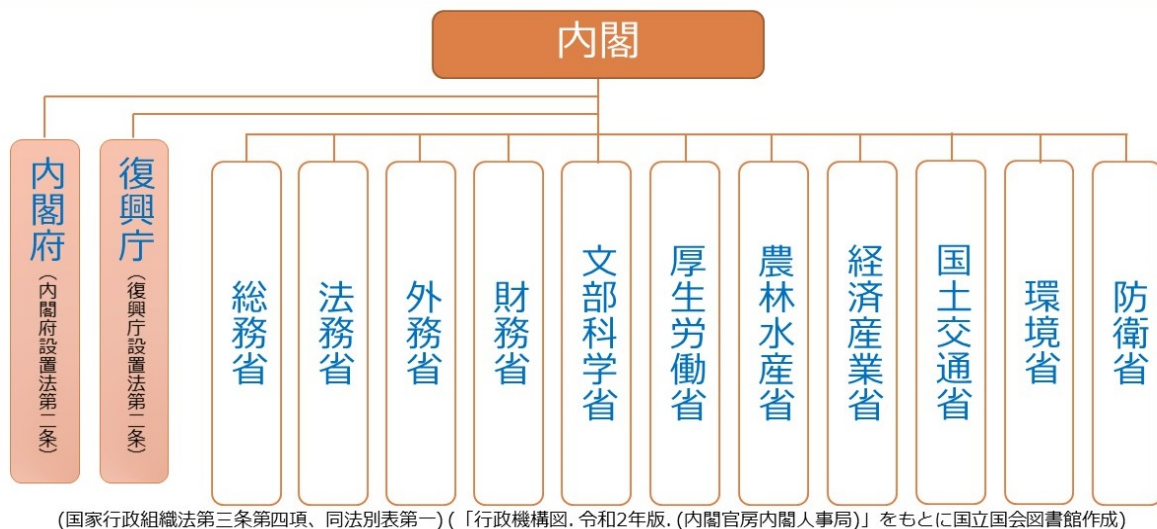 内閣
内閣府
(内閣府設置法第二条)
復興庁
(復興庁設置法第二条)
総務省
法務省
外務省
財務省
文部科学省
厚生労働省
農林水産省
経済産業省
国土交通省
環境省
防衛省
(国家行政組織法第三条第四項、同法別表第一) (「行政機構図. 令和2年版. (内閣官房内閣人事局)」をもとに国立国会図書館作成)